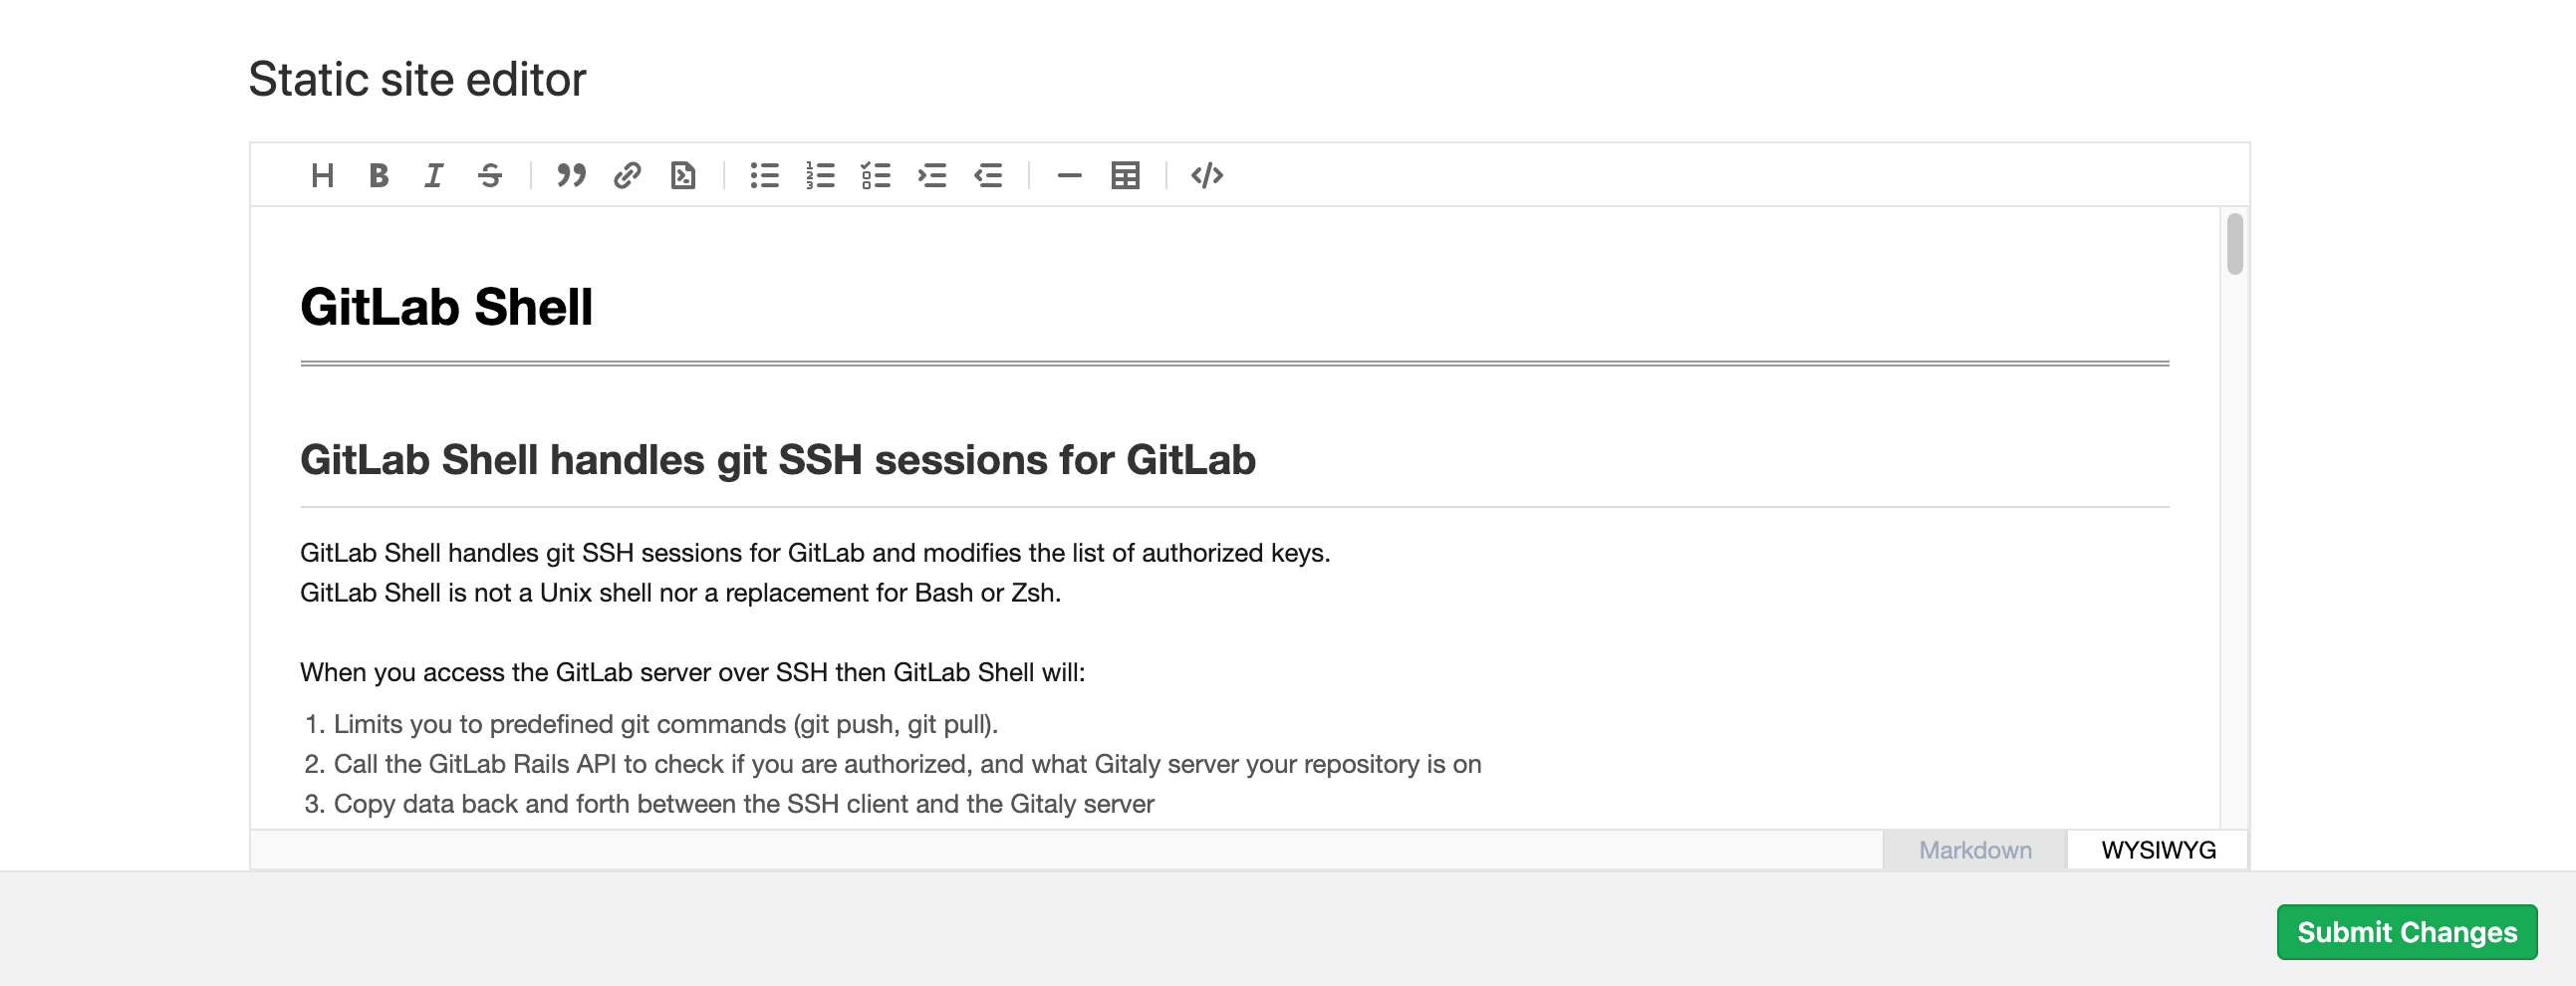 Static site editor
H B I S
GitLab Shell
GitLab Shell handles git SSH sessions for GitLab
GitLab Shell handles git SSH sessions for GitLab and modifies the list of authorized keys.
GitLab Shell is not a Unix shell nor a replacement for Bash or Zsh.
When you access the GitLab server over SSH then GitLab Shell will:
1. Limits you to predefined git commands (git push, git pull).
2. Call the GitLab Rails API to check if you are authorized, and what Gitaly server your repository is on
3. Copy data back and forth between the SSH client and the Gitaly server
Markdown WYSIWYG
Submit Changes